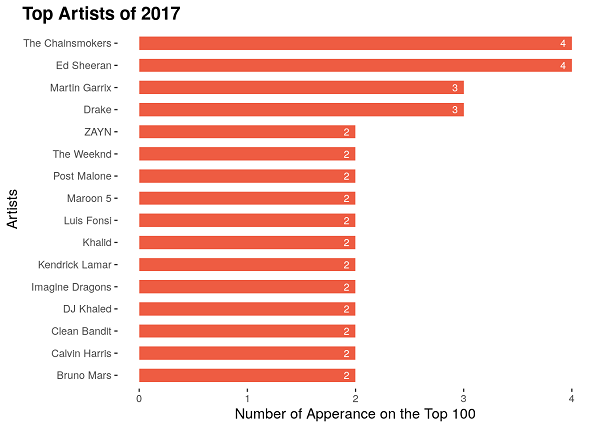 Top Artists of 2017
The Chainsmokers 4
Ed Sheeran 4
Martin Garrix 3
Drake 3
ZAYN 2
The Weeknd 2
Post Malone 2
Maroon 5 2
Luis Fonsi 2
Khalid 2
Kendrick Lamar 2
Imagine Dragons 2
DJ Khaled 2
Clean Bandit 2
Calvin Harris 2
Bruno Mars 2
Artists
0 1 2 3 4
Number of Apperance on the Top 100